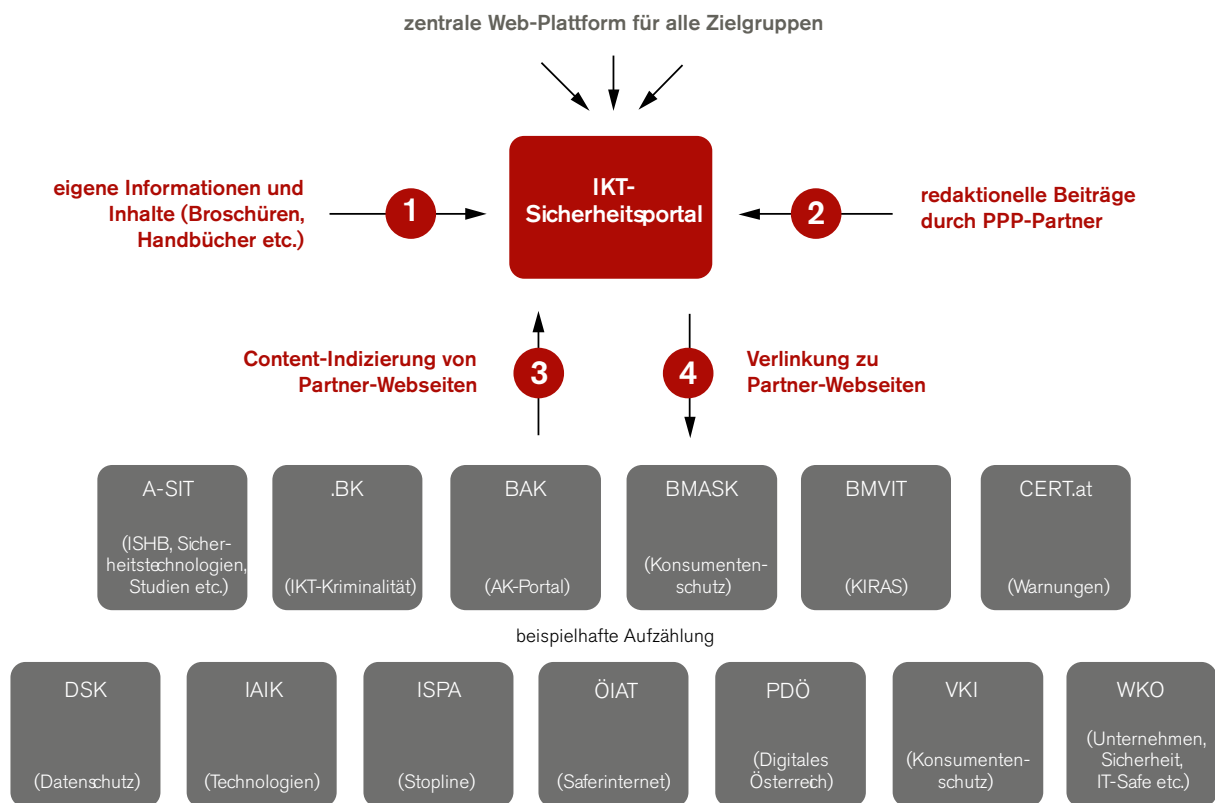 zentrale Web-Plattform für alle Zielgruppen
IKT-
Sicherheitsportal
eigene Informationen und
Inhalte (Broschüren,
Handbücher etc.)
1
2
redaktionelle Beiträge
durch PPP-Partner
Content-Indizierung von
Partner-Webseiten
3
4
Verlinkung zu
Partner-Webseiten
A-SIT
(ISHB, Sicher-
heitstechnologien,
Studien etc.)
.BK
(IKT-Kriminalität)
BAK
(AK-Portal)
BMASK
(Konsumenten-
schutz)
BMVIT
(KIRAS)
CERT.at
(Warnungen)
beispielhafte Aufzählung
DSK
(Datenschutz)
IAIK
(Technologien)
ISPA
(Stopline)
ÖIAT
(Saferinternet)
PDÖ
(Digitales
Österreich)
VKI
(Konsumenten-
schutz)
WKO
(Unternehmen,
Sicherheit,
IT-Safe etc.)